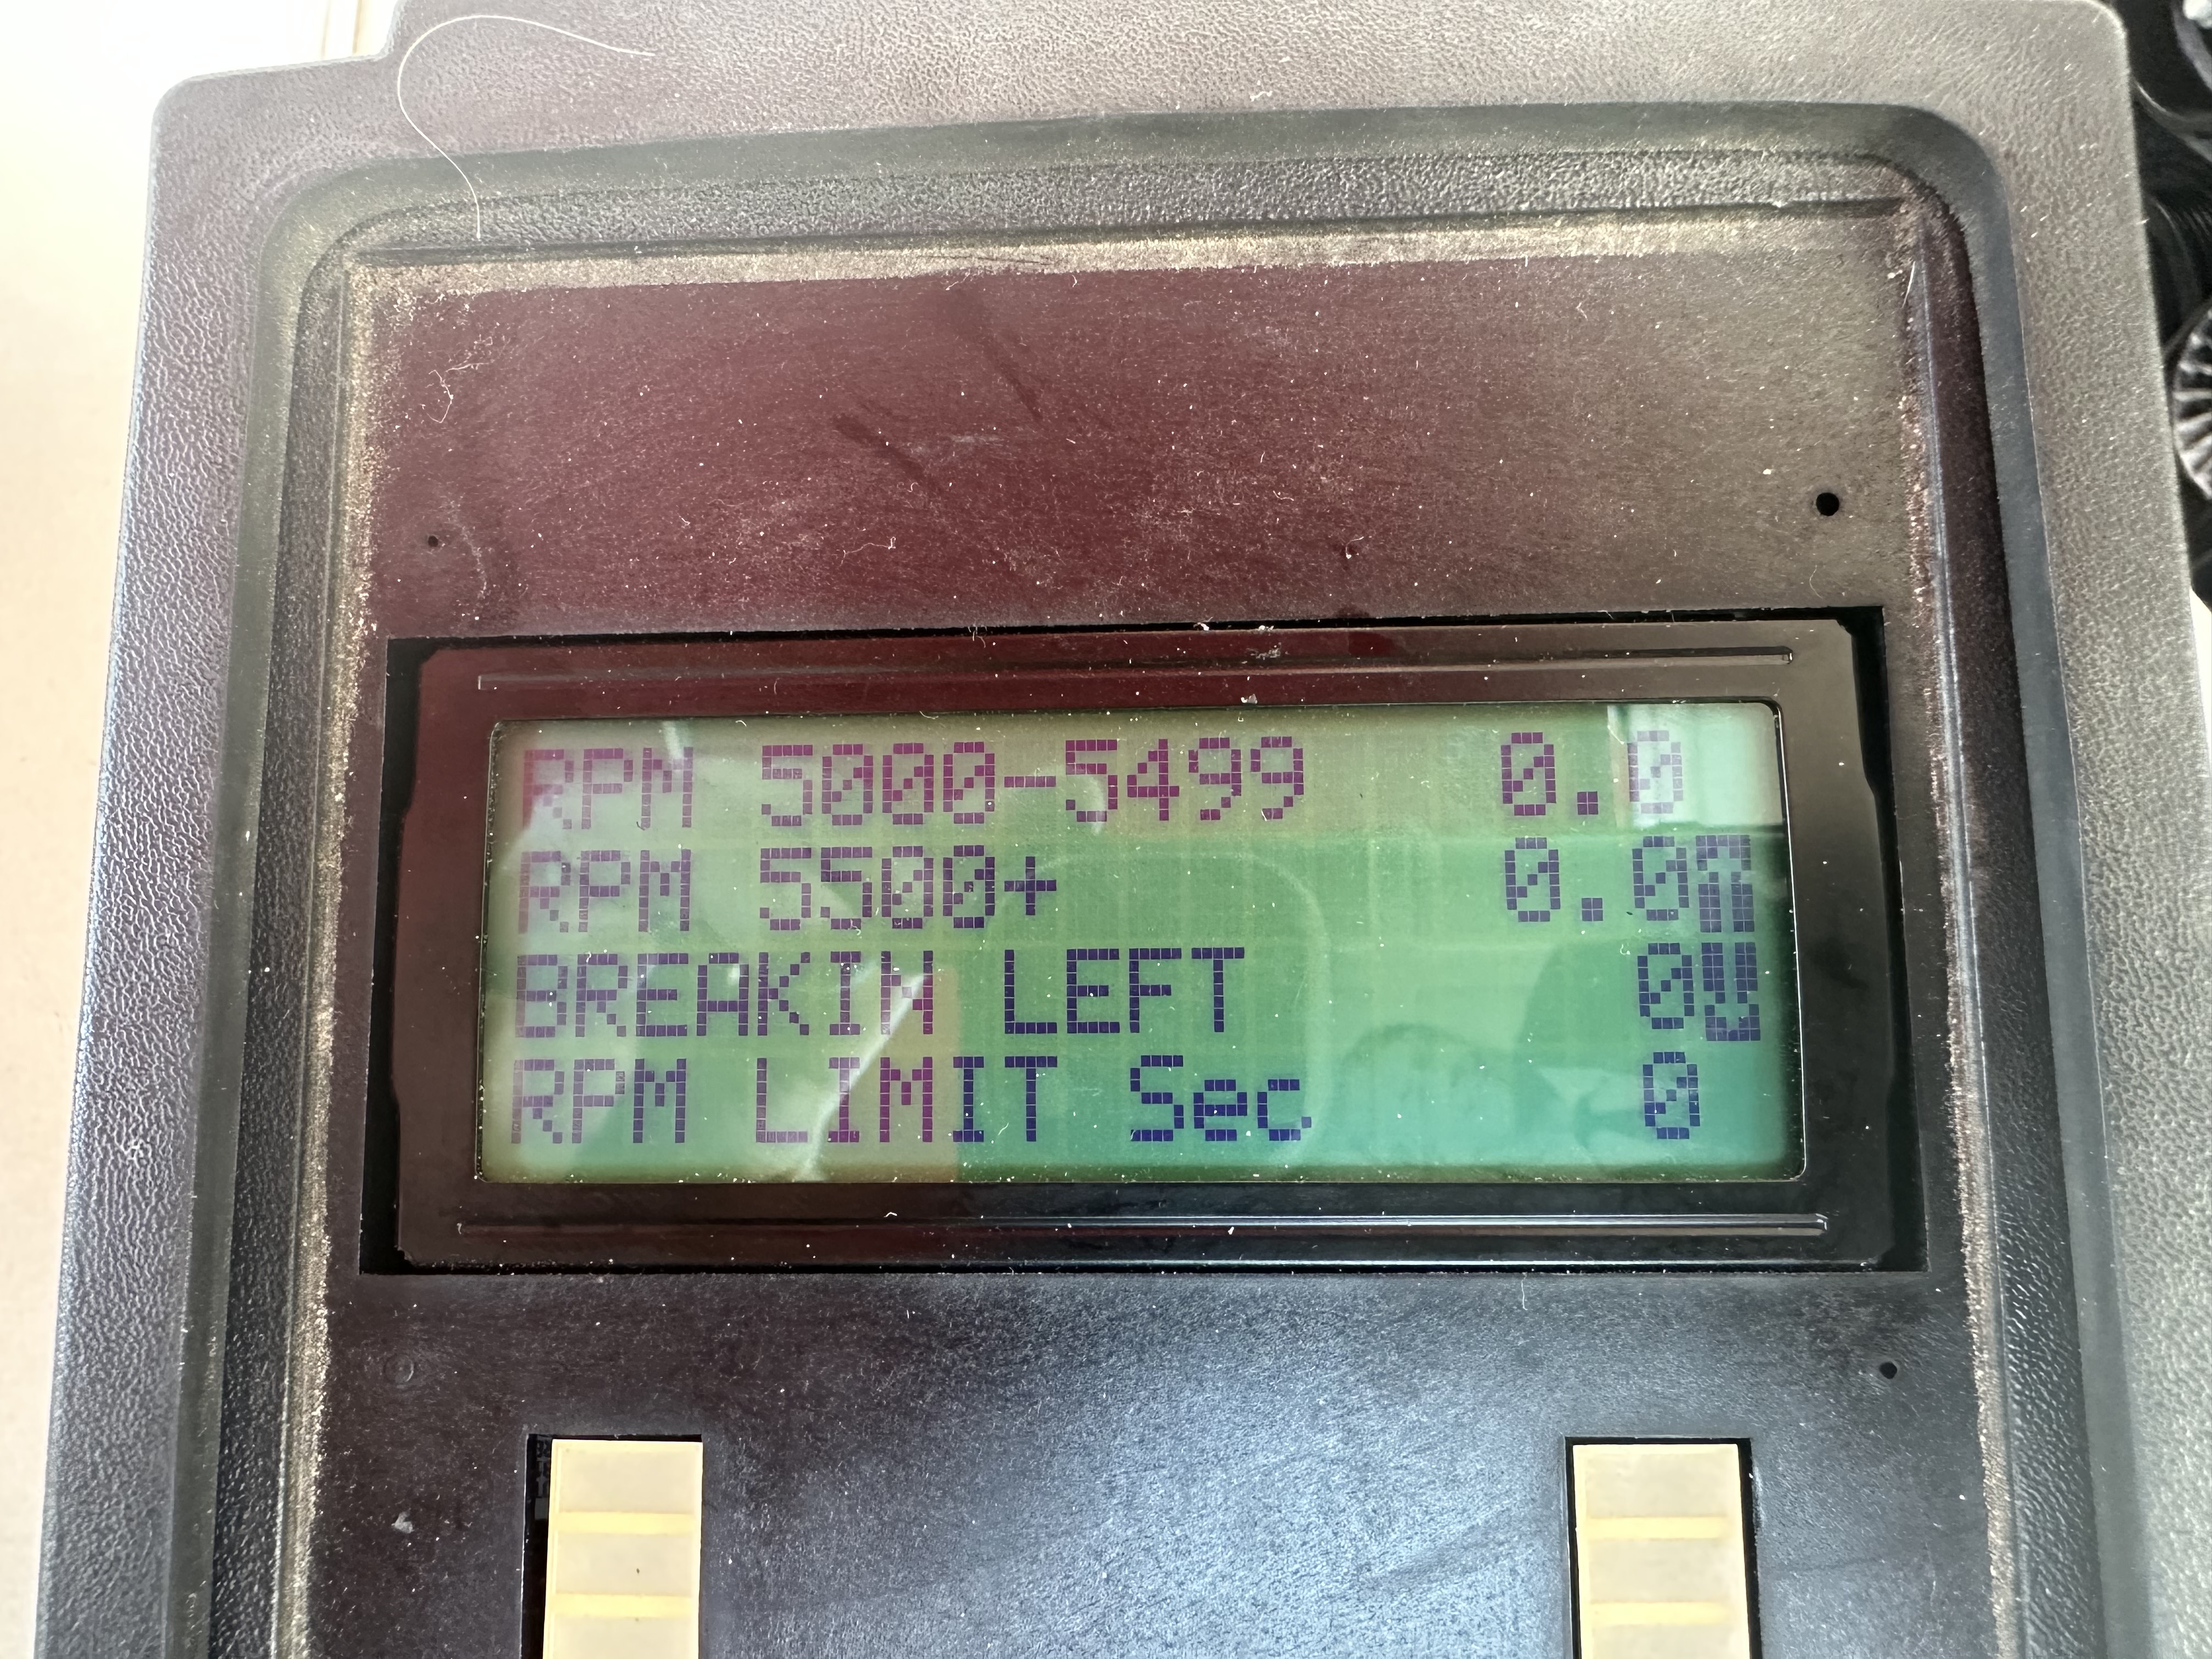 RPM 5000-5499 0.0
RPM 5500+ 0.0
BREAKIN LEFT 0
RPM LIMIT Sec 0